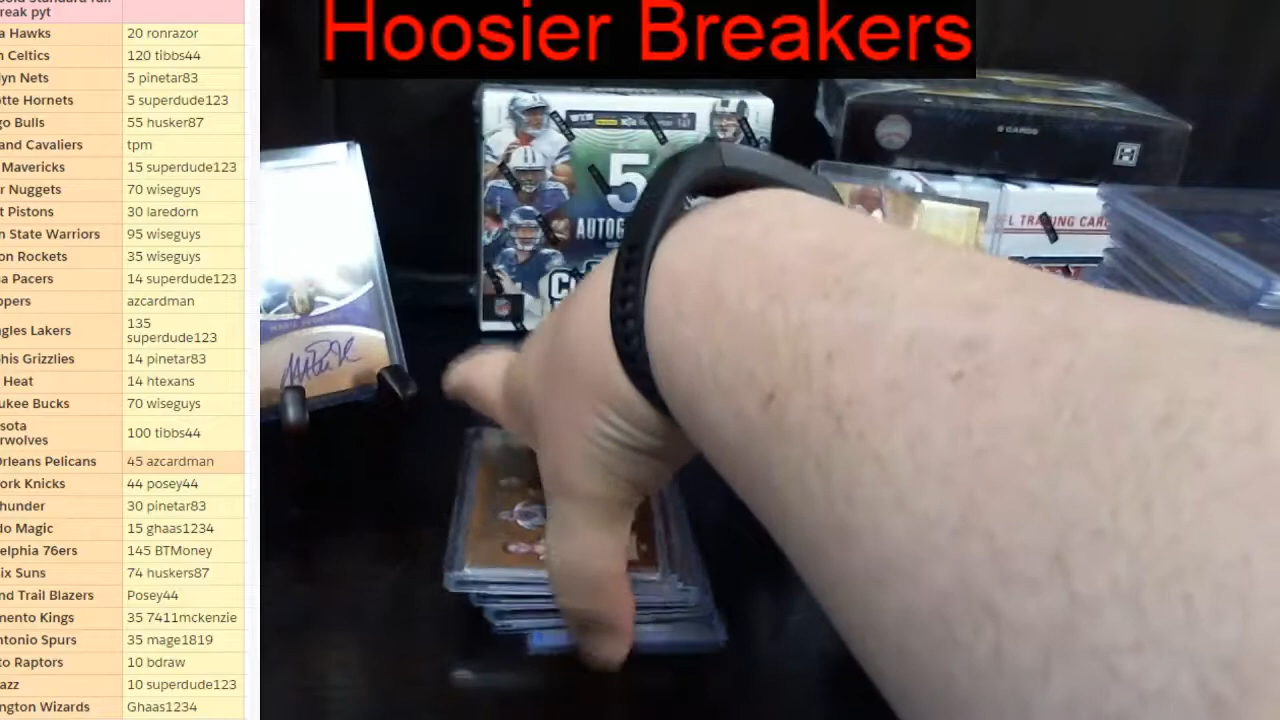 Hoosier Breakers
reak pyt
a Hawks 20 ronrazor
n Celtics 120 tibbs44
lyn Nets 5 pinetar83
otte Hornets 5 superdude123
go Bulls 55 husker87
and Cavaliers tpm
Mavericks 15 superdude123
r Nuggets 70 wiseguys
t Pistons 30 laredorn
n State Warriors 95 wiseguys
on Rockets 35 wiseguys
a Pacers 14 superdude123
ppers azcardman
ngles Lakers 135
superdude123
his Grizzlies 14 pinetar83
Heat 14 htexans
ukee Bucks 70 wiseguys
sota
rwolves 100 tibbs44
Orleans Pelicans 45 azcardman
ork Knicks 44 posey44
hunder 30 pinetar83
do Magic 15 ghaas1234
elphia 76ers 145 BTMoney
ix Suns 74 huskers87
nd Trail Blazers Posey44
mento Kings 35 7411mckenzie
ntonio Spurs 35 mage1819
to Raptors 10 bdraw
azz 10 superdude123
ngton Wizards Ghaas1234
5
AUTOG
8 CARDS
L TRADING CAR